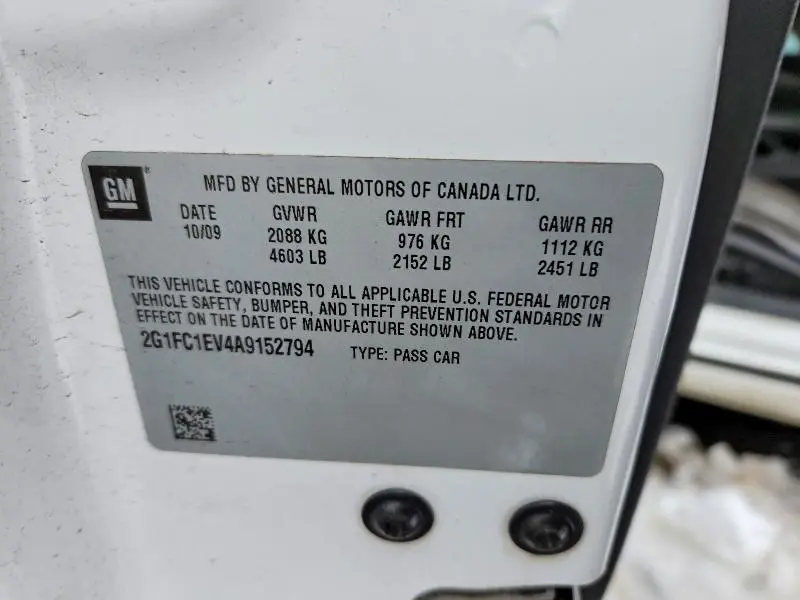 GM ® MFD BY GENERAL MOTORS OF CANADA LTD.
DATE GVWR GAWR FRT GAWR RR
10/09 2088 KG 976 KG 1112 KG
4603 LB 2152 LB 2451 LB
THIS VEHICLE CONFORMS TO ALL APPLICABLE U.S. FEDERAL MOTOR
VEHICLE SAFETY, BUMPER, AND THEFT PREVENTION STANDARDS IN
EFFECT ON THE DATE OF MANUFACTURE SHOWN ABOVE.
2G1FC1EV4A9152794 TYPE: PASS CAR